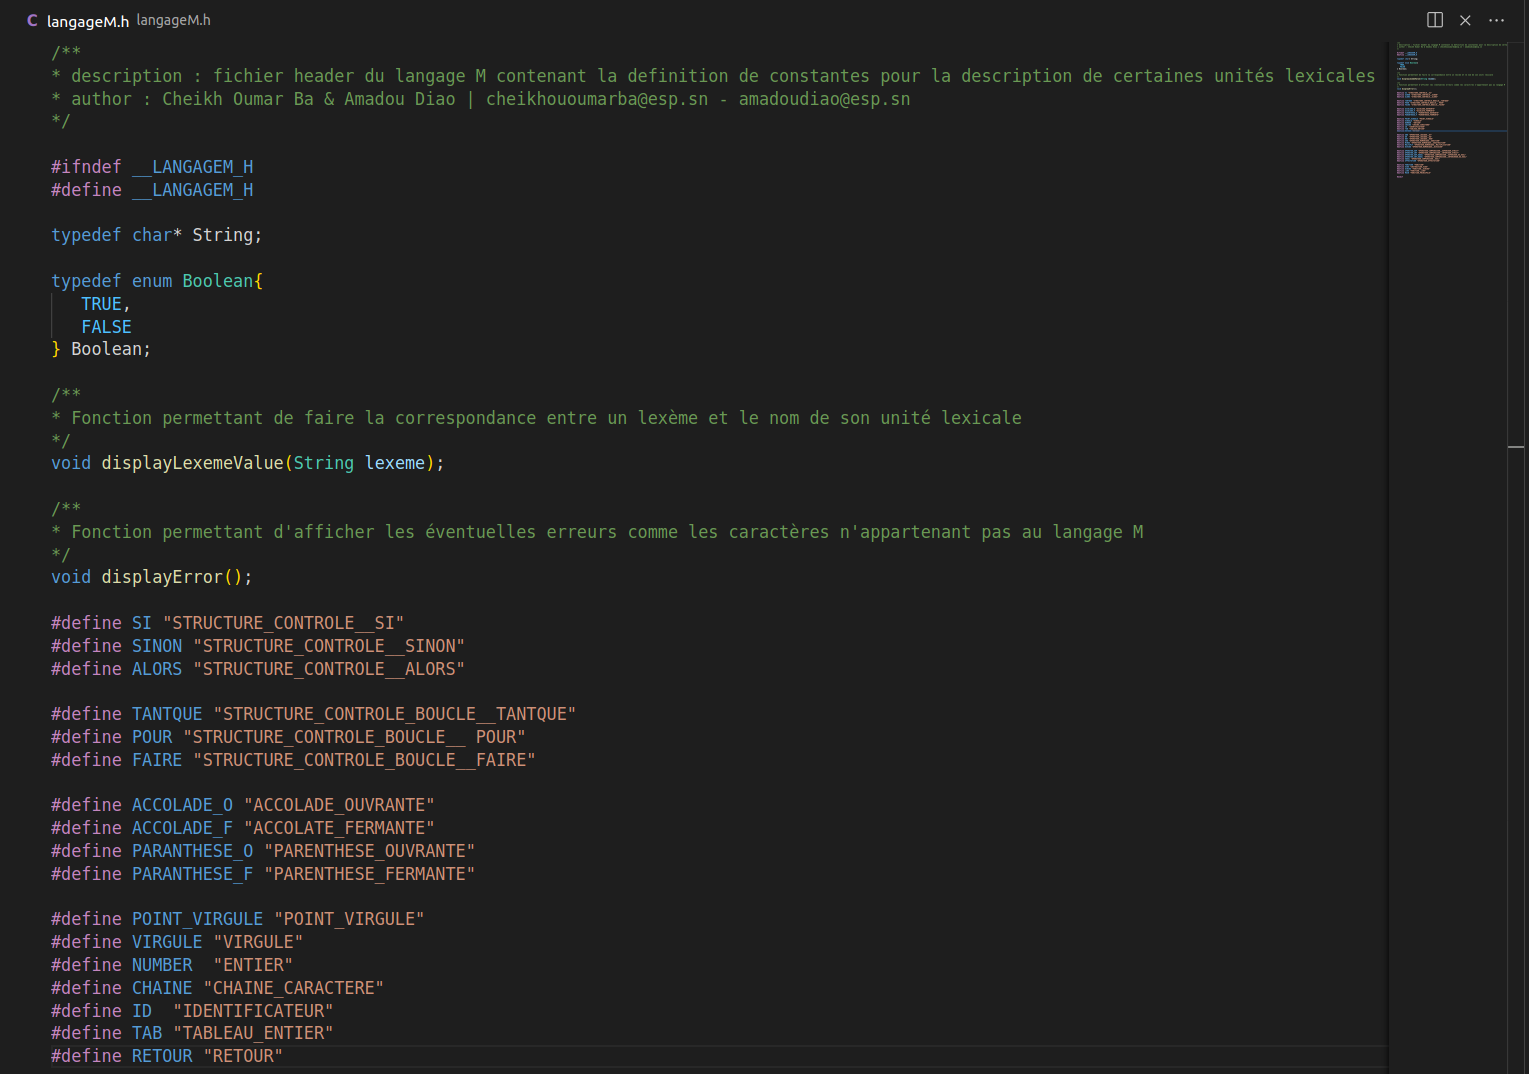 C langageM.h langageM.h
/**
* description : fichier header du langage M contenant la definition de constantes pour la description de certaines unités lexicales
* author : Cheikh Oumar Ba & Amadou Diao | cheikhououmarba@esp.sn - amadoudiao@esp.sn
*/
#ifndef __LANGAGEM_H
#define __LANGAGEM_H
typedef char* String;
typedef enum Boolean{
TRUE,
FALSE
} Boolean;
/**
* Fonction permettant de faire la correspondance entre un lexème et le nom de son unité lexicale
*/
void displayLexemeValue(String lexeme);
/**
* Fonction permettant d'afficher les éventuelles erreurs comme les caractères n'appartenant pas au langage M
*/
void displayError();
#define SI "STRUCTURE_CONTROLE__SI"
#define SINON "STRUCTURE_CONTROLE__SINON"
#define ALORS "STRUCTURE_CONTROLE__ALORS"
#define TANTQUE "STRUCTURE_CONTROLE_BOUCLE__TANTQUE"
#define POUR "STRUCTURE_CONTROLE_BOUCLE__ POUR"
#define FAIRE "STRUCTURE_CONTROLE_BOUCLE__FAIRE"
#define ACCOLADE_O "ACCOLADE_OUVRANTE"
#define ACCOLADE_F "ACCOLATE_FERMANTE"
#define PARANTHESE_O "PARENTHESE_OUVRANTE"
#define PARANTHESE_F "PARENTHESE_FERMANTE"
#define POINT_VIRGULE "POINT_VIRGULE"
#define VIRGULE "VIRGULE"
#define NUMBER  "ENTIER"
#define CHAINE "CHAINE_CARACTERE"
#define ID  "IDENTIFICATEUR"
#define TAB "TABLEAU_ENTIER"
#define RETOUR "RETOUR"